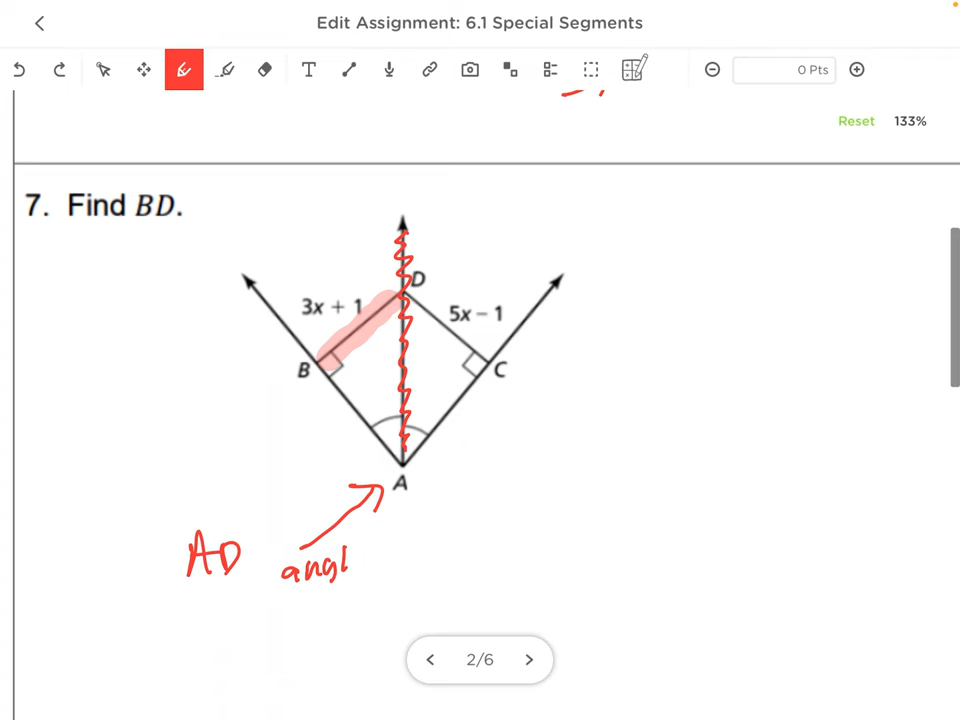 Edit Assignment: 6.1 Special Segments
T
0 Pts
Reset 133%
7. Find BD.
D
3x + 1
5x – 1
B
C
A
AD angl
2/6